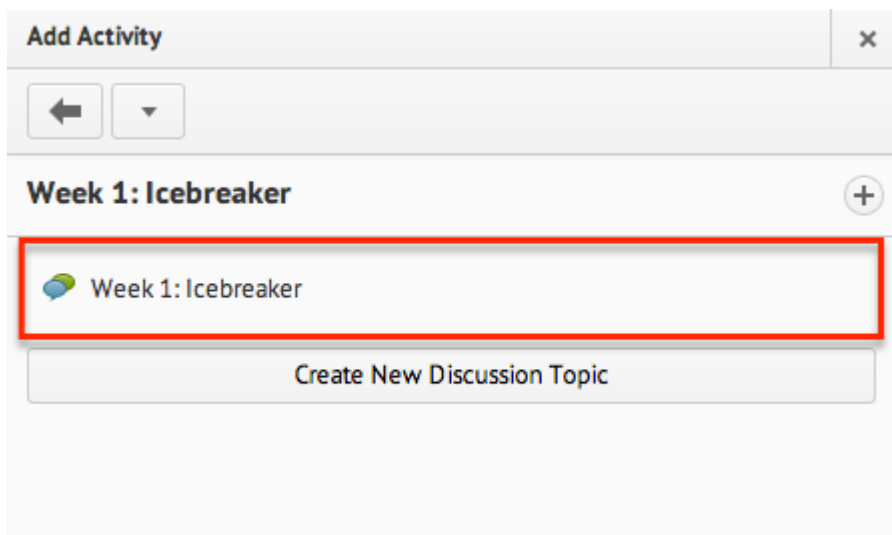 Add Activity
Week 1: Icebreaker
Week 1: Icebreaker
Create New Discussion Topic